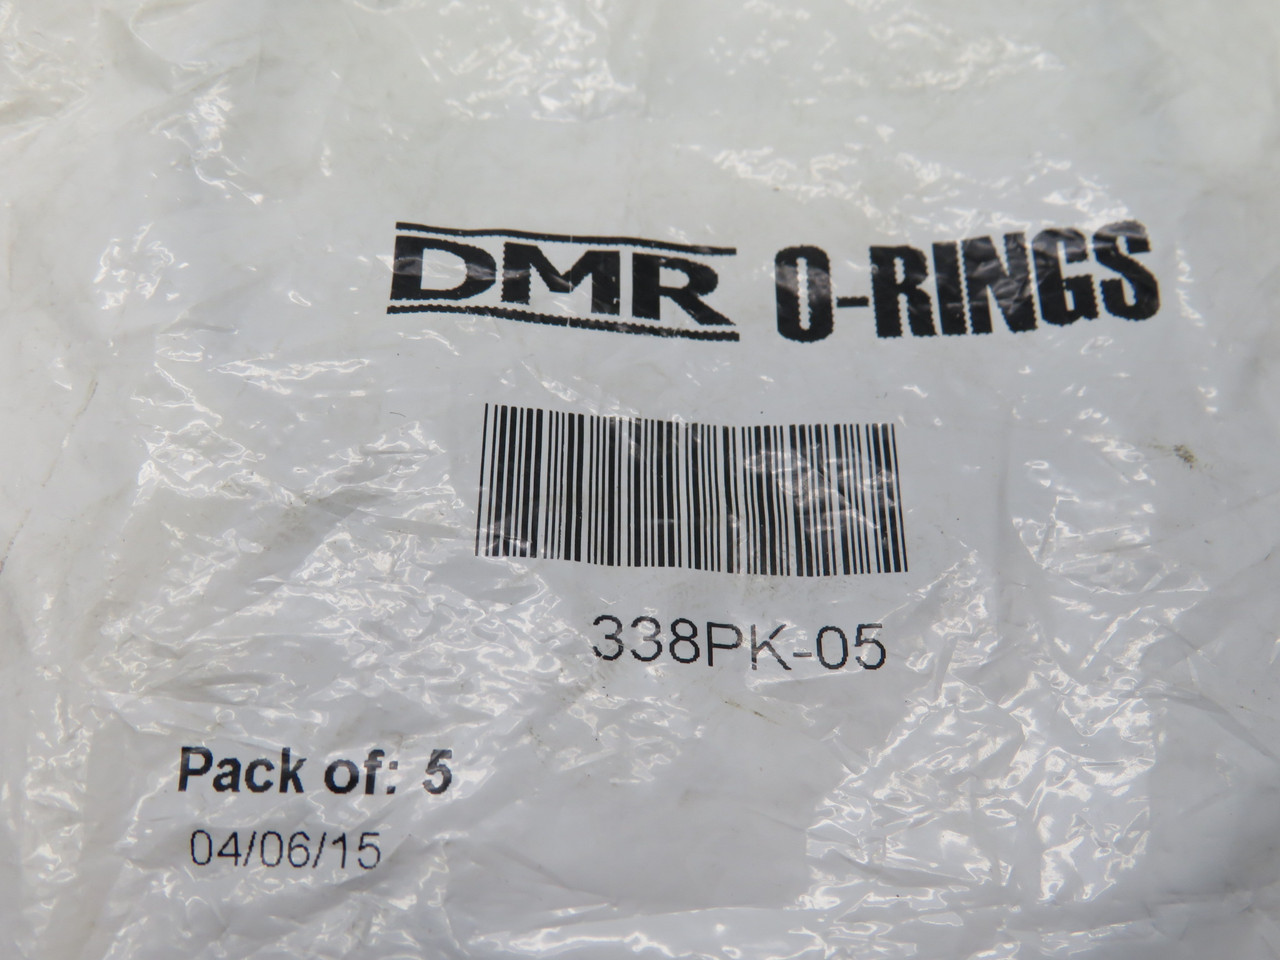 DMR O-RINGS
338PK-05
Pack of: 5
04/06/15